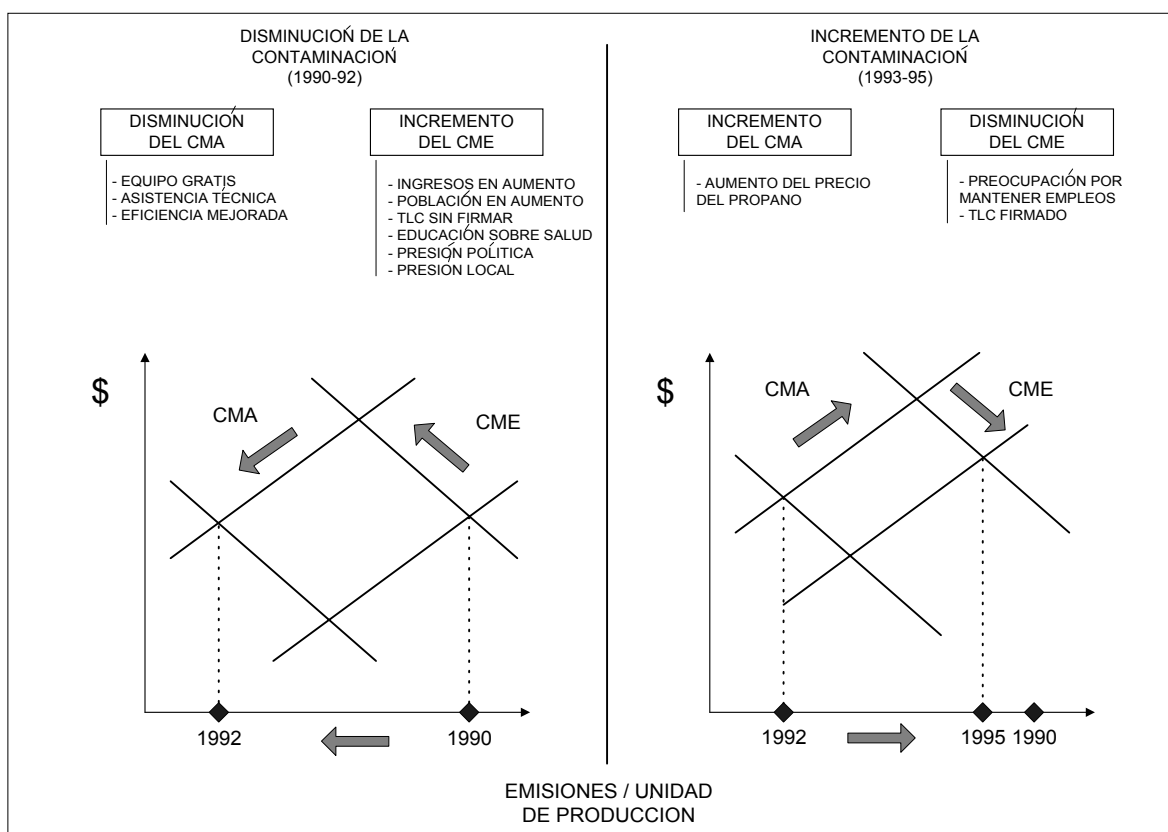 DISMINUCIÓN DE LA
CONTAMINACIÓN
(1990-92)
DISMINUCIÓN
DEL CMA
- EQUIPO GRATIS
- ASISTENCIA TÉCNICA
- EFICIENCIA MEJORADA
INCREMENTO
DEL CME
- INGRESOS EN AUMENTO
- POBLACIÓN EN AUMENTO
- TLC SIN FIRMAR
- EDUCACIÓN SOBRE SALUD
- PRESIÓN POLÍTICA
- PRESIÓN LOCAL
$
CMA
CME
1992
1990
INCREMENTO DE LA
CONTAMINACIÓN
(1993-95)
INCREMENTO
DEL CMA
- AUMENTO DEL PRECIO
DEL PROPANO
DISMINUCIÓN
DEL CME
- PREOCUPACIÓN POR
MANTENER EMPLEOS
- TLC FIRMADO
$
CMA
CME
1992
1995
1990
EMISIONES / UNIDAD
DE PRODUCCION